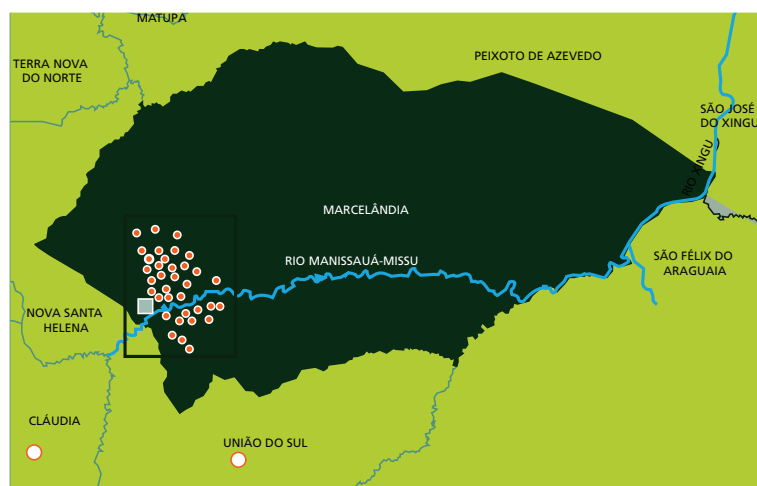 MATUPÁ
PEIXOTO DE AZEVEDO
TERRA NOVA
DO NORTE
SÃO JOSÉ
DO XINGU
RIO XINGU
MARCELÂNDIA
RIO MANISSAUÁ-MISSU
SÃO FÉLIX DO
ARAGUAIA
NOVA SANTA
HELENA
CLÁUDIA
UNIÃO DO SUL